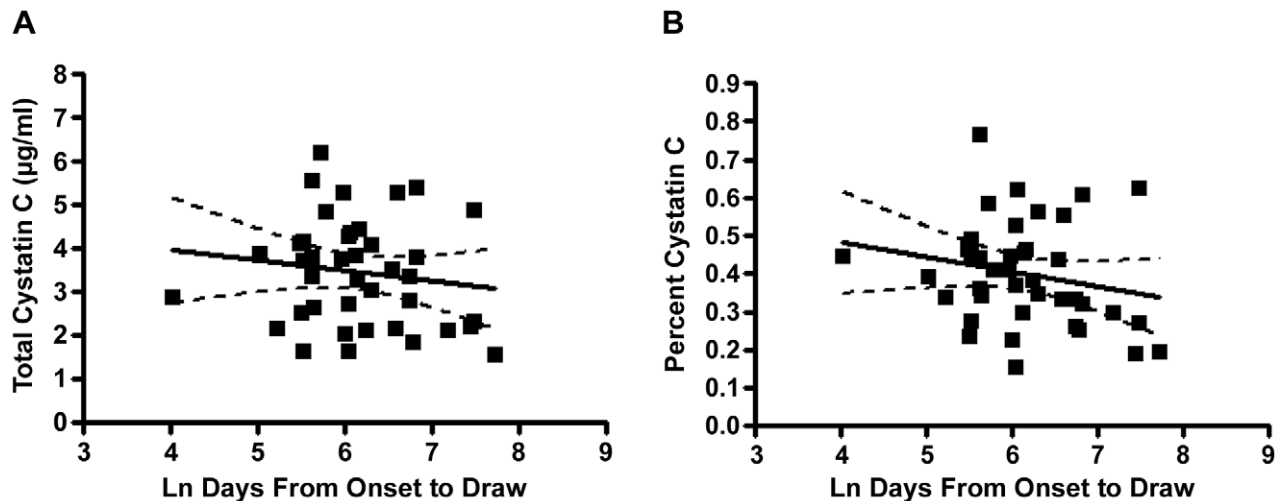 A
Total Cystatin C (µg/ml)
8
7
6
5
4
3
2
1
0
3 4 5 6 7 8 9
Ln Days From Onset to Draw
B
Percent Cystatin C
0.9
0.8
0.7
0.6
0.5
0.4
0.3
0.2
0.1
0.0
3 4 5 6 7 8 9
Ln Days From Onset to Draw